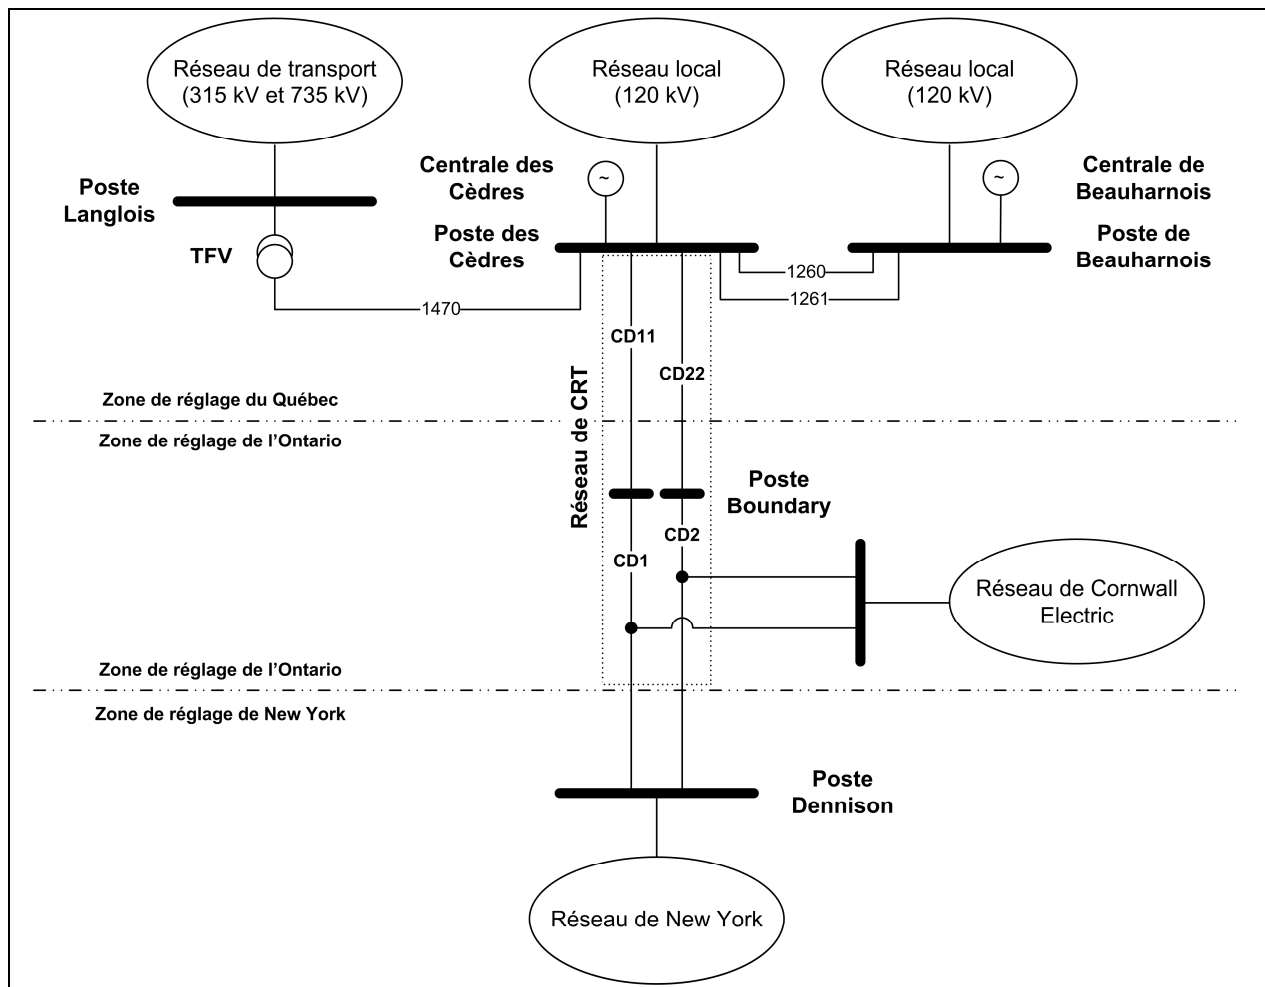 Réseau de transport
(315 kV et 735 kV)
Réseau local
(120 kV)
Réseau local
(120 kV)
Poste
Langlois
Centrale des
Cèdres
~
~
Centrale de
Beauharnois
TFV
Poste des
Cèdres
Poste de
Beauharnois
1260
1261
1470
CD11
CD22
Réseau de CRT
Zone de réglage du Québec
Zone de réglage de l'Ontario
Poste
Boundary
CD2
CD1
Réseau de Cornwall
Electric
Zone de réglage de l'Ontario
Zone de réglage de New York
Poste
Dennison
Réseau de New York